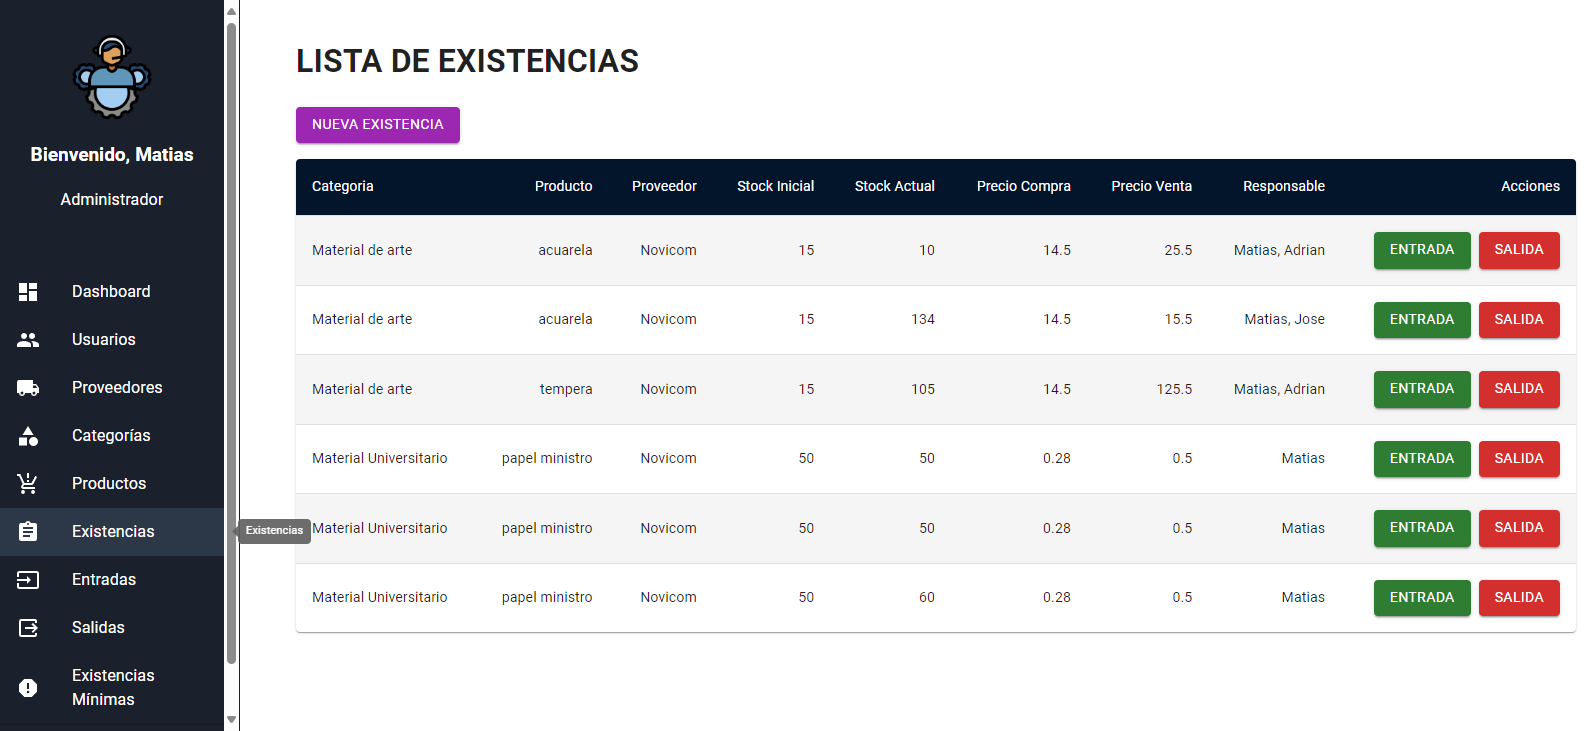 Bienvenido, Matias
Administrador
Dashboard
Usuarios
Proveedores
Categorías
Productos
Existencias
Entradas
Salidas
Existencias
Mínimas
Existencias
LISTA DE EXISTENCIAS
NUEVA EXISTENCIA
Categoria Producto Proveedor Stock Inicial Stock Actual Precio Compra Precio Venta Responsable Acciones
Material de arte acuarela Novicom 15 10 14.5 25.5 Matias, Adrian ENTRADA SALIDA
Material de arte acuarela Novicom 15 134 14.5 15.5 Matias, Jose ENTRADA SALIDA
Material de arte tempera Novicom 15 105 14.5 125.5 Matias, Adrian ENTRADA SALIDA
Material Universitario papel ministro Novicom 50 50 0.28 0.5 Matias ENTRADA SALIDA
Material Universitario papel ministro Novicom 50 50 0.28 0.5 Matias ENTRADA SALIDA
Material Universitario papel ministro Novicom 50 60 0.28 0.5 Matias ENTRADA SALIDA